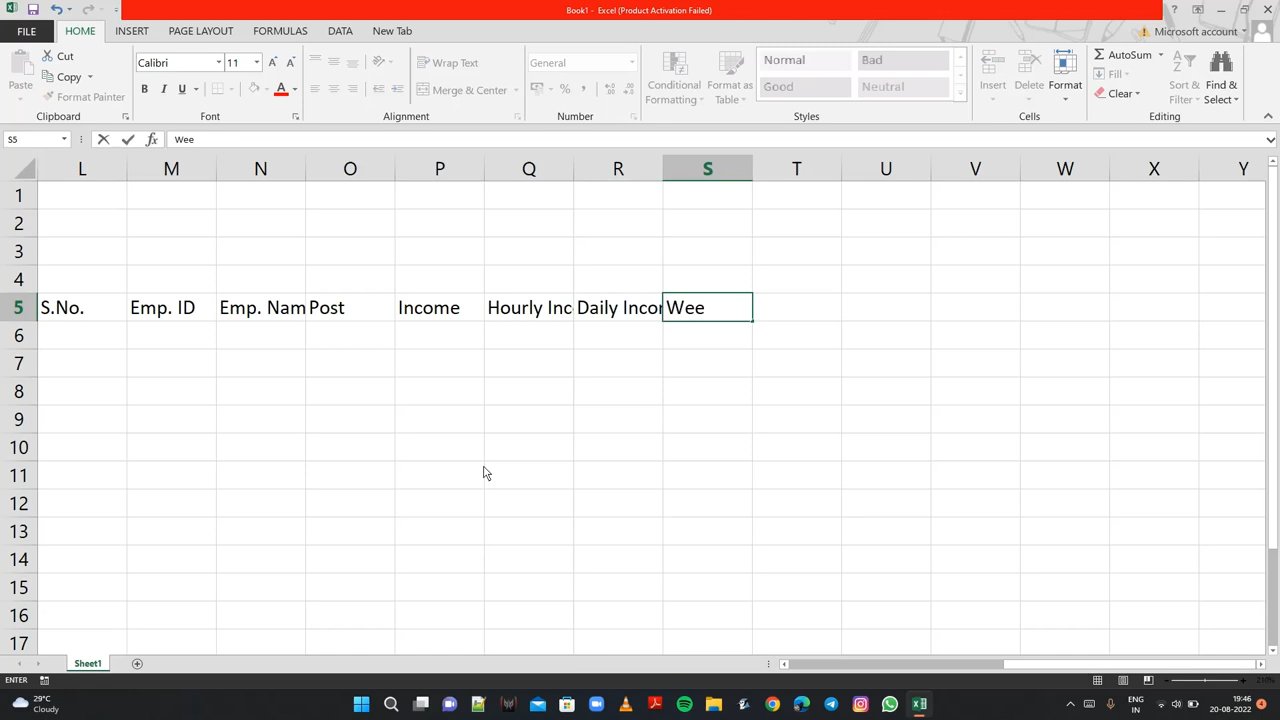 Book1 - Excel (Product Activation Failed)
FILE HOME INSERT PAGE LAYOUT FORMULAS DATA New Tab Microsoft account
Cut
Copy
Format Painter
Paste
Clipboard
Calibri 11
B I U A
Font
Wrap Text
Merge & Center
Alignment
General
%
Number
Conditional Formatting
Format as Table
Normal Bad
Good Neutral
Styles
Insert Delete Format
Cells
AutoSum
Fill
Clear
Sort & Filter
Find & Select
Editing
S5 fx Wee
L M N O P Q R S T U V W X Y
1
2
3
4
5 S.No. Emp. ID Emp. Nam Post Income Hourly Inc Daily Incor Wee
6
7
8
9
10
11
12
13
14
15
16
17
Sheet1
ENTER 210%
29°C
Cloudy
ENG
IN
19:46
20-08-2022